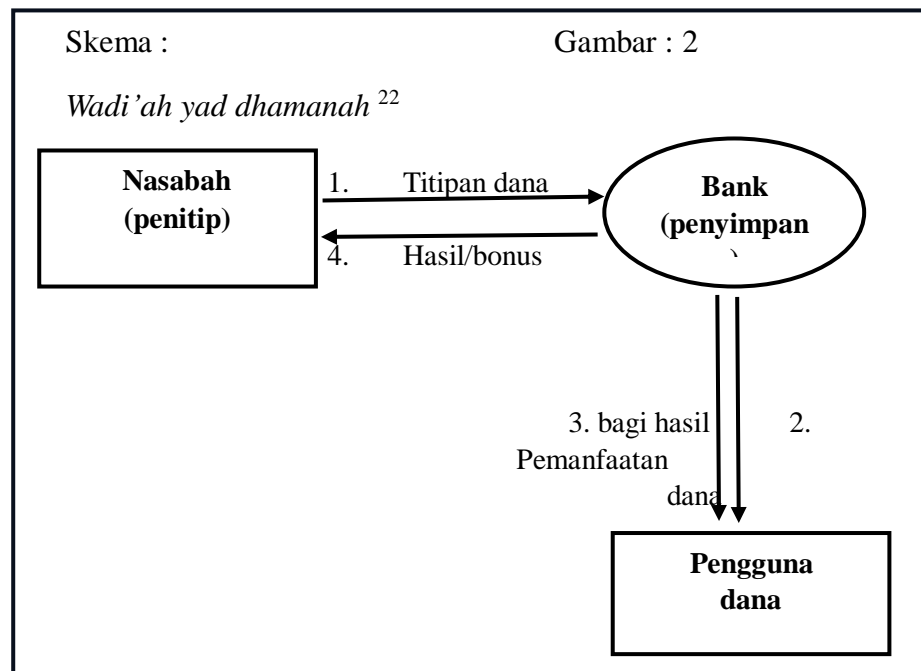 Skema : Gambar : 2
Wadi’ah yad dhamanah 22
Nasabah
(penitip)
1. Titipan dana
4. Hasil/bonus
Bank
(penyimpan
)
3. bagi hasil 2.
Pemanfaatan
dana
Pengguna
dana